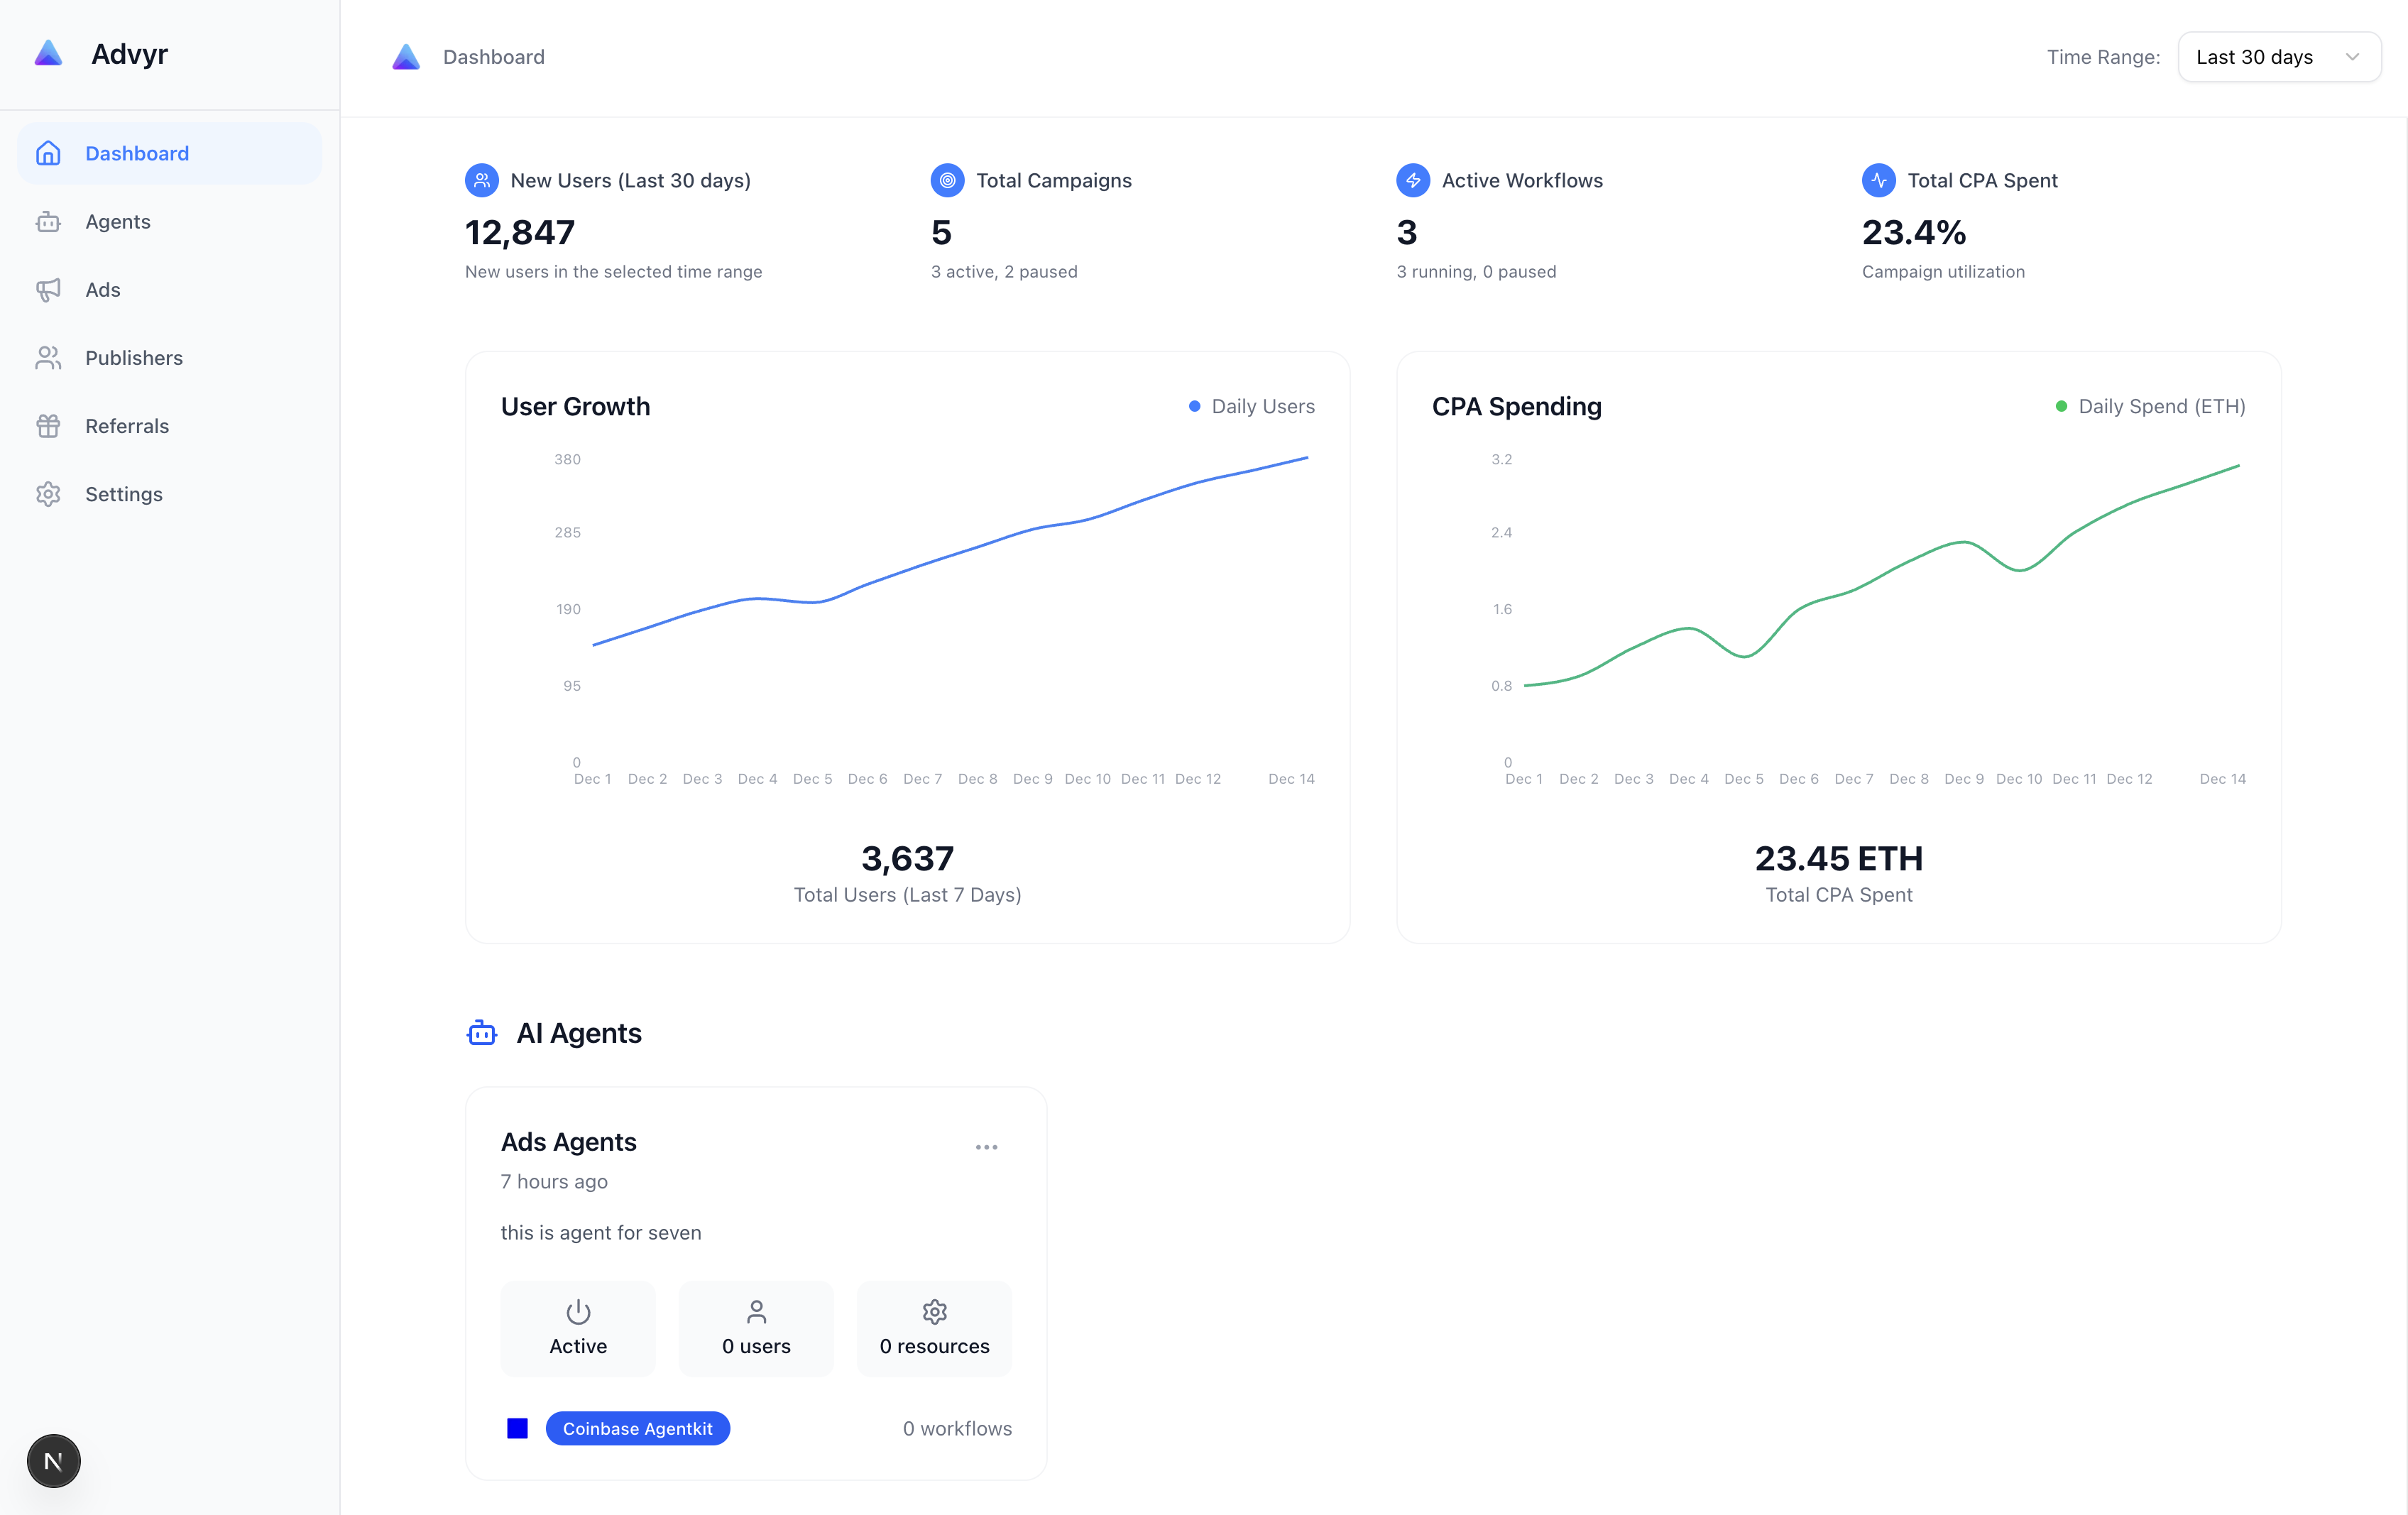 Advyr
Dashboard
Agents
Ads
Publishers
Referrals
Settings
N
Dashboard
Time Range:
Last 30 days
New Users (Last 30 days)
12,847
New users in the selected time range
Total Campaigns
5
3 active, 2 paused
Active Workflows
3
3 running, 0 paused
Total CPA Spent
23.4%
Campaign utilization
User Growth
Daily Users
380
285
190
95
0
Dec 1 Dec 2 Dec 3 Dec 4 Dec 5 Dec 6 Dec 7 Dec 8 Dec 9 Dec 10 Dec 11 Dec 12 Dec 14
3,637
Total Users (Last 7 Days)
CPA Spending
Daily Spend (ETH)
3.2
2.4
1.6
0.8
0
Dec 1 Dec 2 Dec 3 Dec 4 Dec 5 Dec 6 Dec 7 Dec 8 Dec 9 Dec 10 Dec 11 Dec 12 Dec 14
23.45 ETH
Total CPA Spent
AI Agents
Ads Agents
7 hours ago
this is agent for seven
Active
0 users
0 resources
Coinbase Agentkit
0 workflows